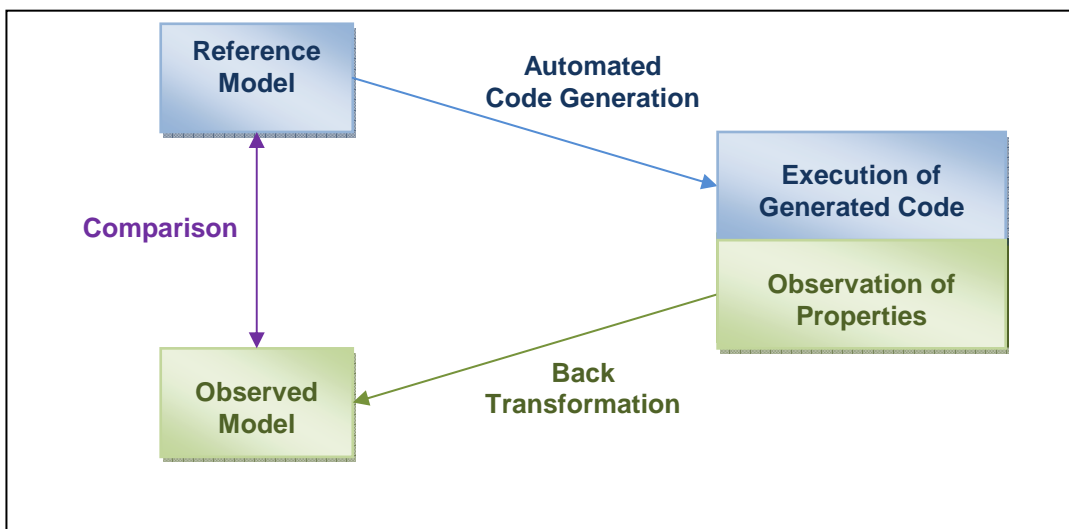 Reference
Model
Automated
Code Generation
Execution of
Generated Code
Comparison
Observation of
Properties
Back
Transformation
Observed
Model